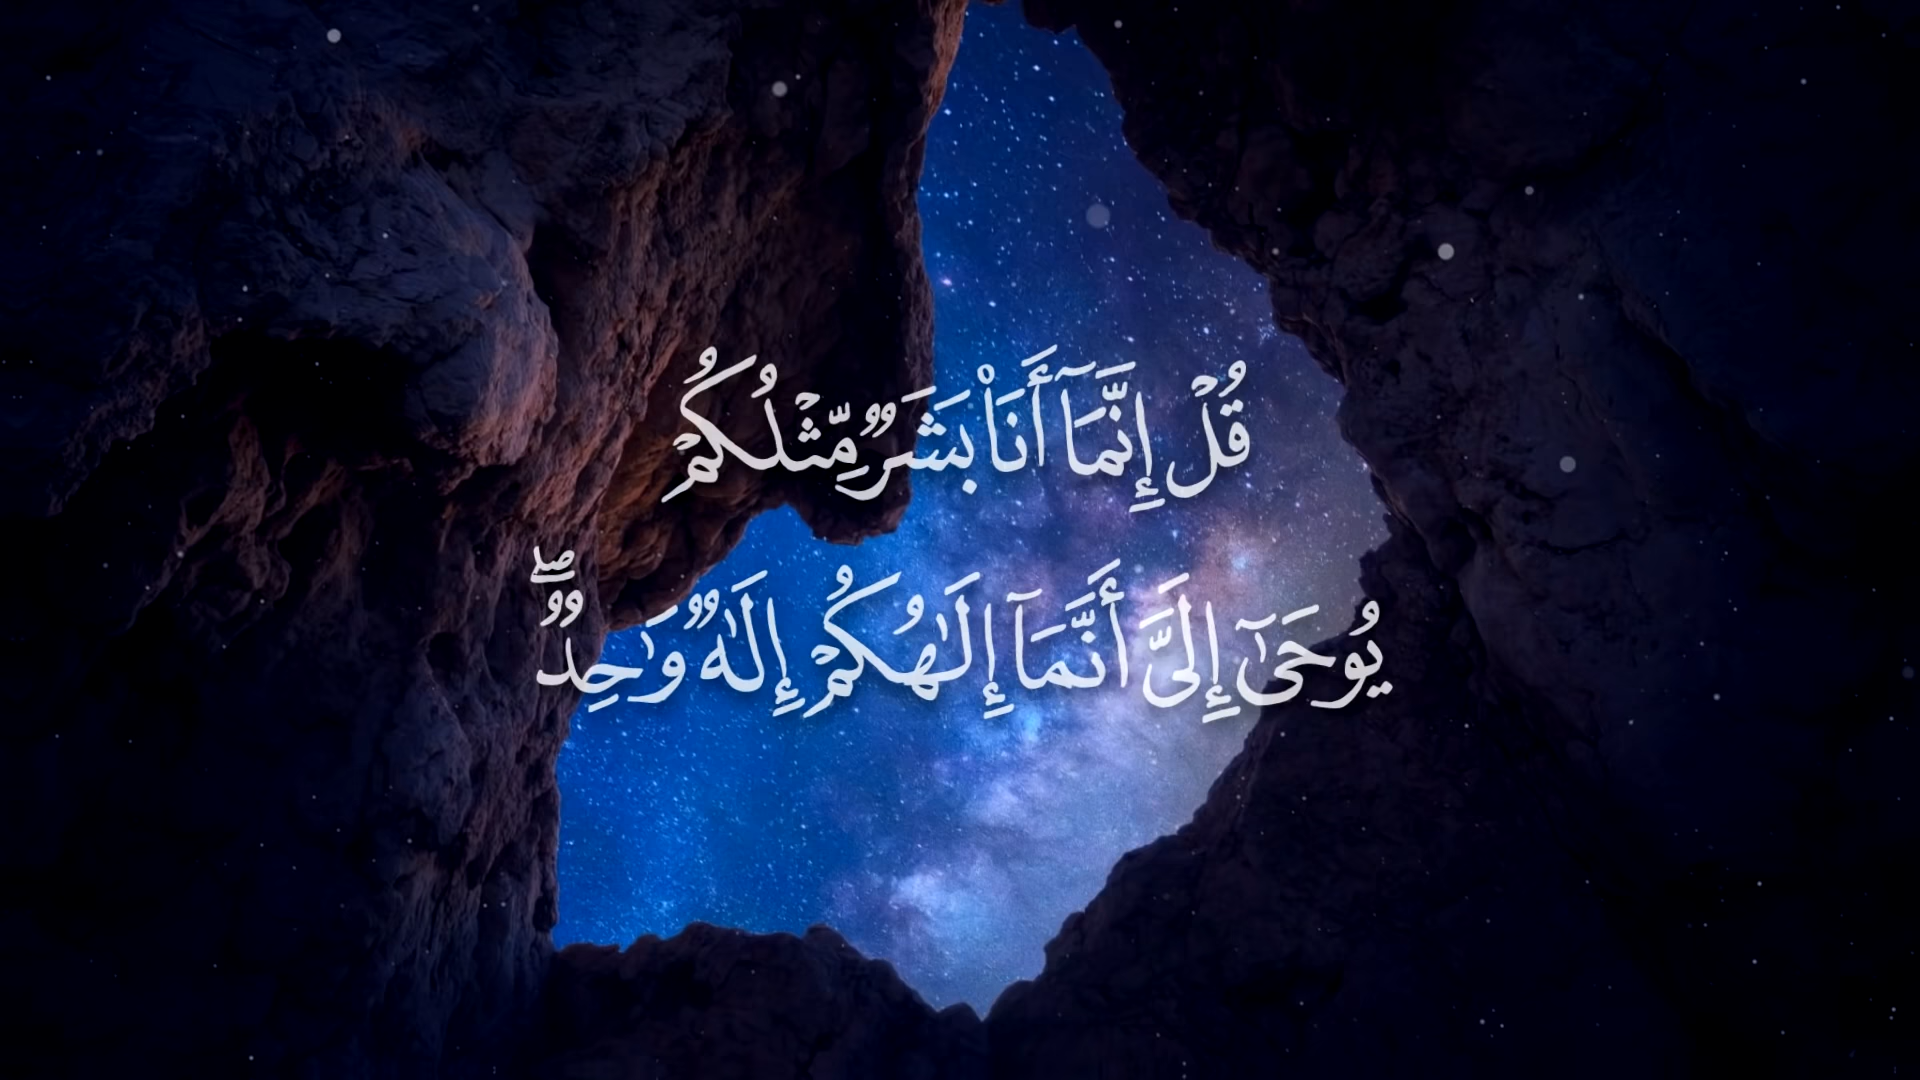 قُلْ إِنَّمَآ أَنَا۠ بَشَرٌ مِّثْلُكُمْ
يُوحَىٰٓ إِلَىَّ أَنَّمَآ إِلَـٰهُكُمْ إِلَـٰهٌ وَٰحِدٌ ۖ